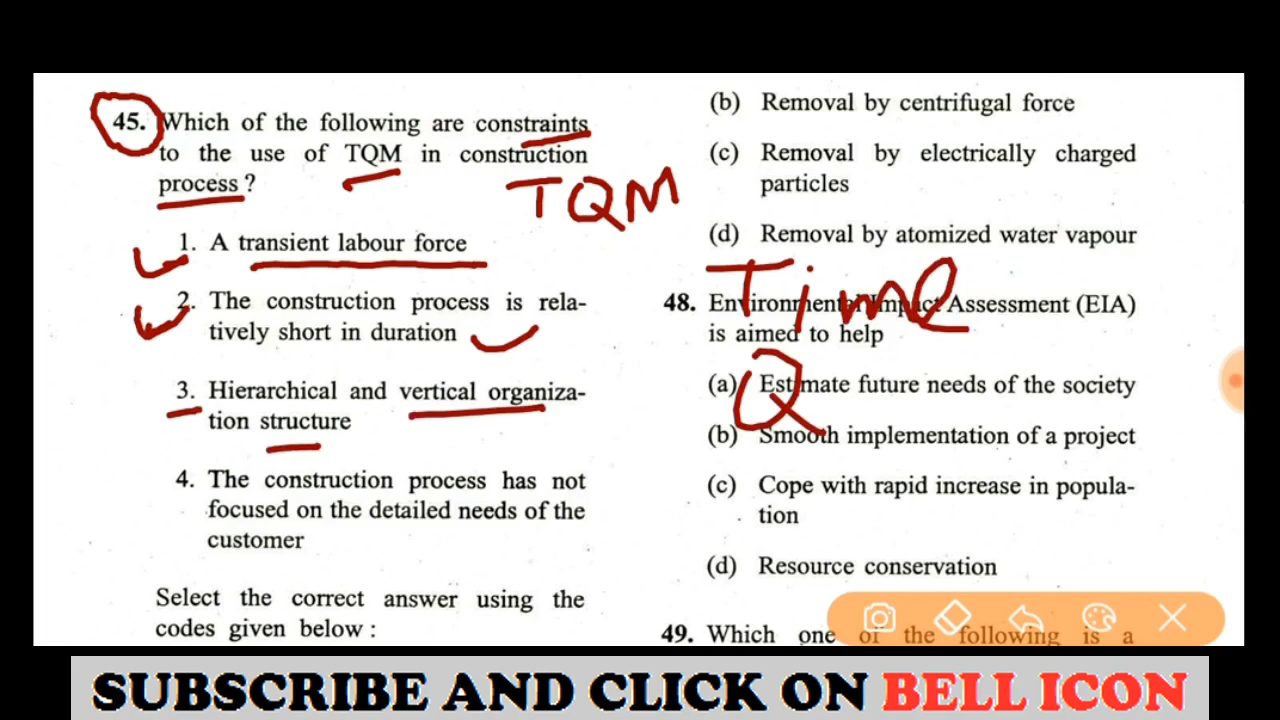 45. Which of the following are constraints
to the use of TQM in construction
process ?
TQM
1. A transient labour force
2. The construction process is rela-
tively short in duration
3. Hierarchical and vertical organiza-
tion structure
4. The construction process has not
focused on the detailed needs of the
customer
Select the correct answer using the
codes given below :
(b) Removal by centrifugal force
(c) Removal by electrically charged
particles
(d) Removal by atomized water vapour
Time
48. Environmental Impact Assessment (EIA)
is aimed to help
Q
(a) Estimate future needs of the society
(b) Smooth implementation of a project
(c) Cope with rapid increase in popula-
tion
(d) Resource conservation
49. Which one of the following is a
SUBSCRIBE AND CLICK ON BELL ICON